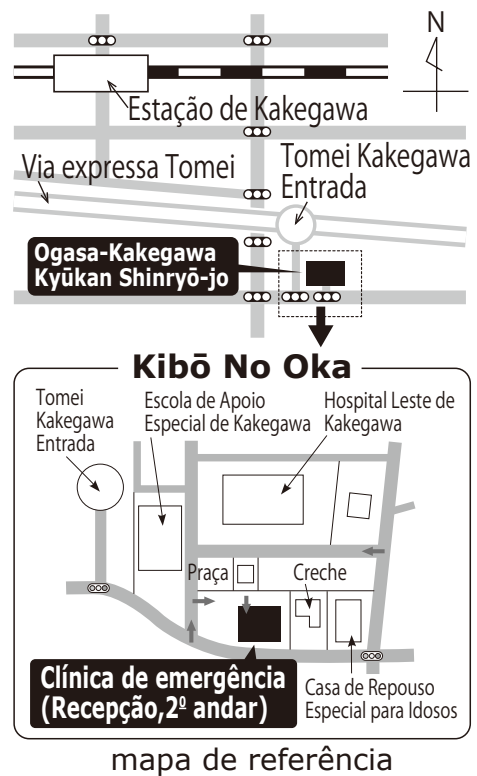 N
Estação de Kakegawa
Via expressa Tomei
Tomei Kakegawa
Entrada
Ogasa-Kakegawa
Kyūkan Shinryō-jo
Kibō No Oka
Tomei
Kakegawa
Entrada
Escola de Apoio
Especial de Kakegawa
Hospital Leste de
Kakegawa
Praça
Creche
Clínica de emergência
(Recepção,2º andar)
Casa de Repouso
Especial para Idosos
mapa de referência